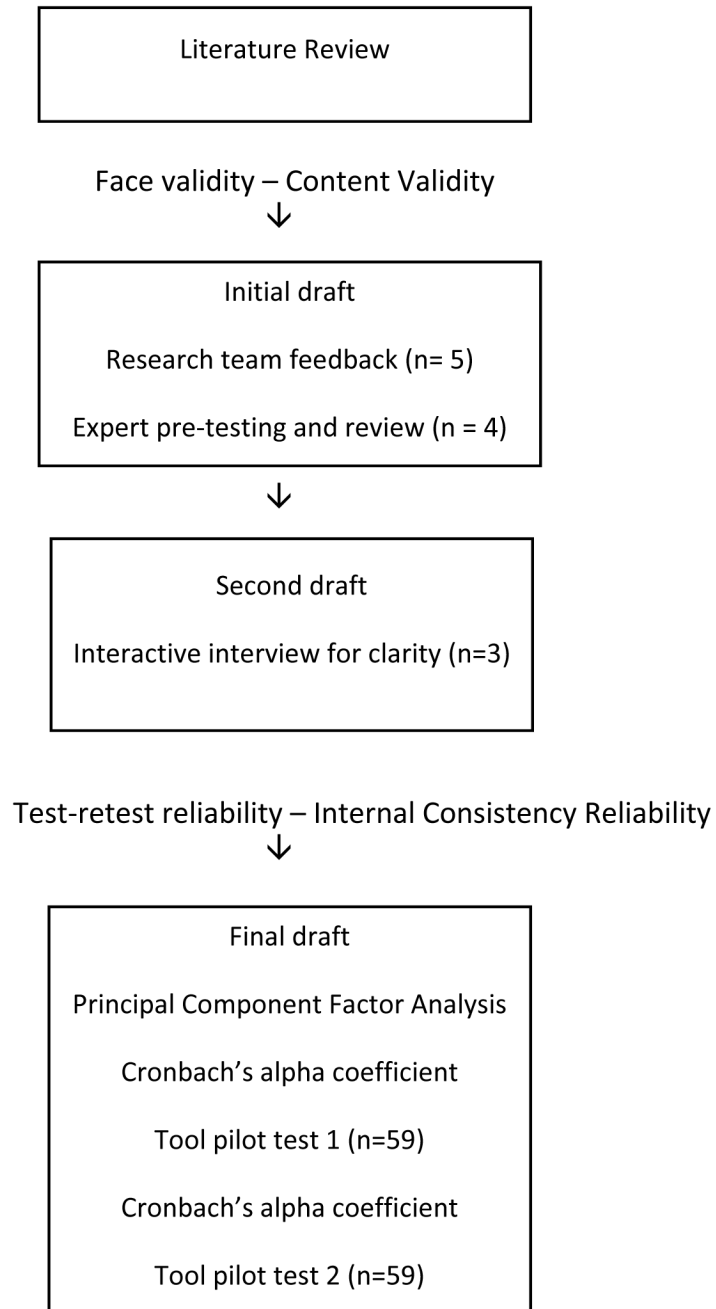 Literature Review
Face validity – Content Validity
↓
Initial draft
Research team feedback (n= 5)
Expert pre-testing and review (n = 4)
↓
Second draft
Interactive interview for clarity (n=3)
Test-retest reliability – Internal Consistency Reliability
↓
Final draft
Principal Component Factor Analysis
Cronbach’s alpha coefficient
Tool pilot test 1 (n=59)
Cronbach’s alpha coefficient
Tool pilot test 2 (n=59)